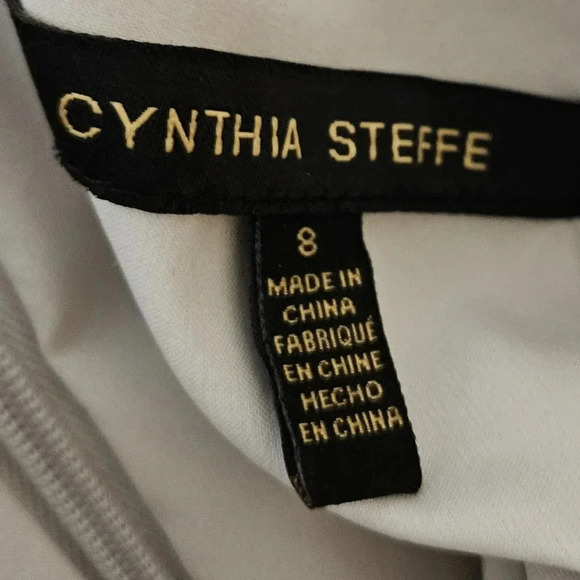 CYNTHIA STEFFE
8
MADE IN
CHINA
FABRIQUÉ
EN CHINE
HECHO
EN CHINA